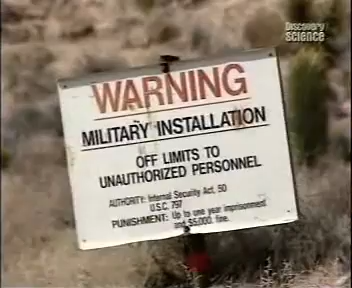 Discovery
SCIENCE
WARNING
MILITARY INSTALLATION
OFF LIMITS TO
UNAUTHORIZED PERSONNEL
AUTHORITY: Internal Security Act, 50
U.S.C. 797
PUNISHMENT: Up to one year imprisonment
and $5,000. fine.